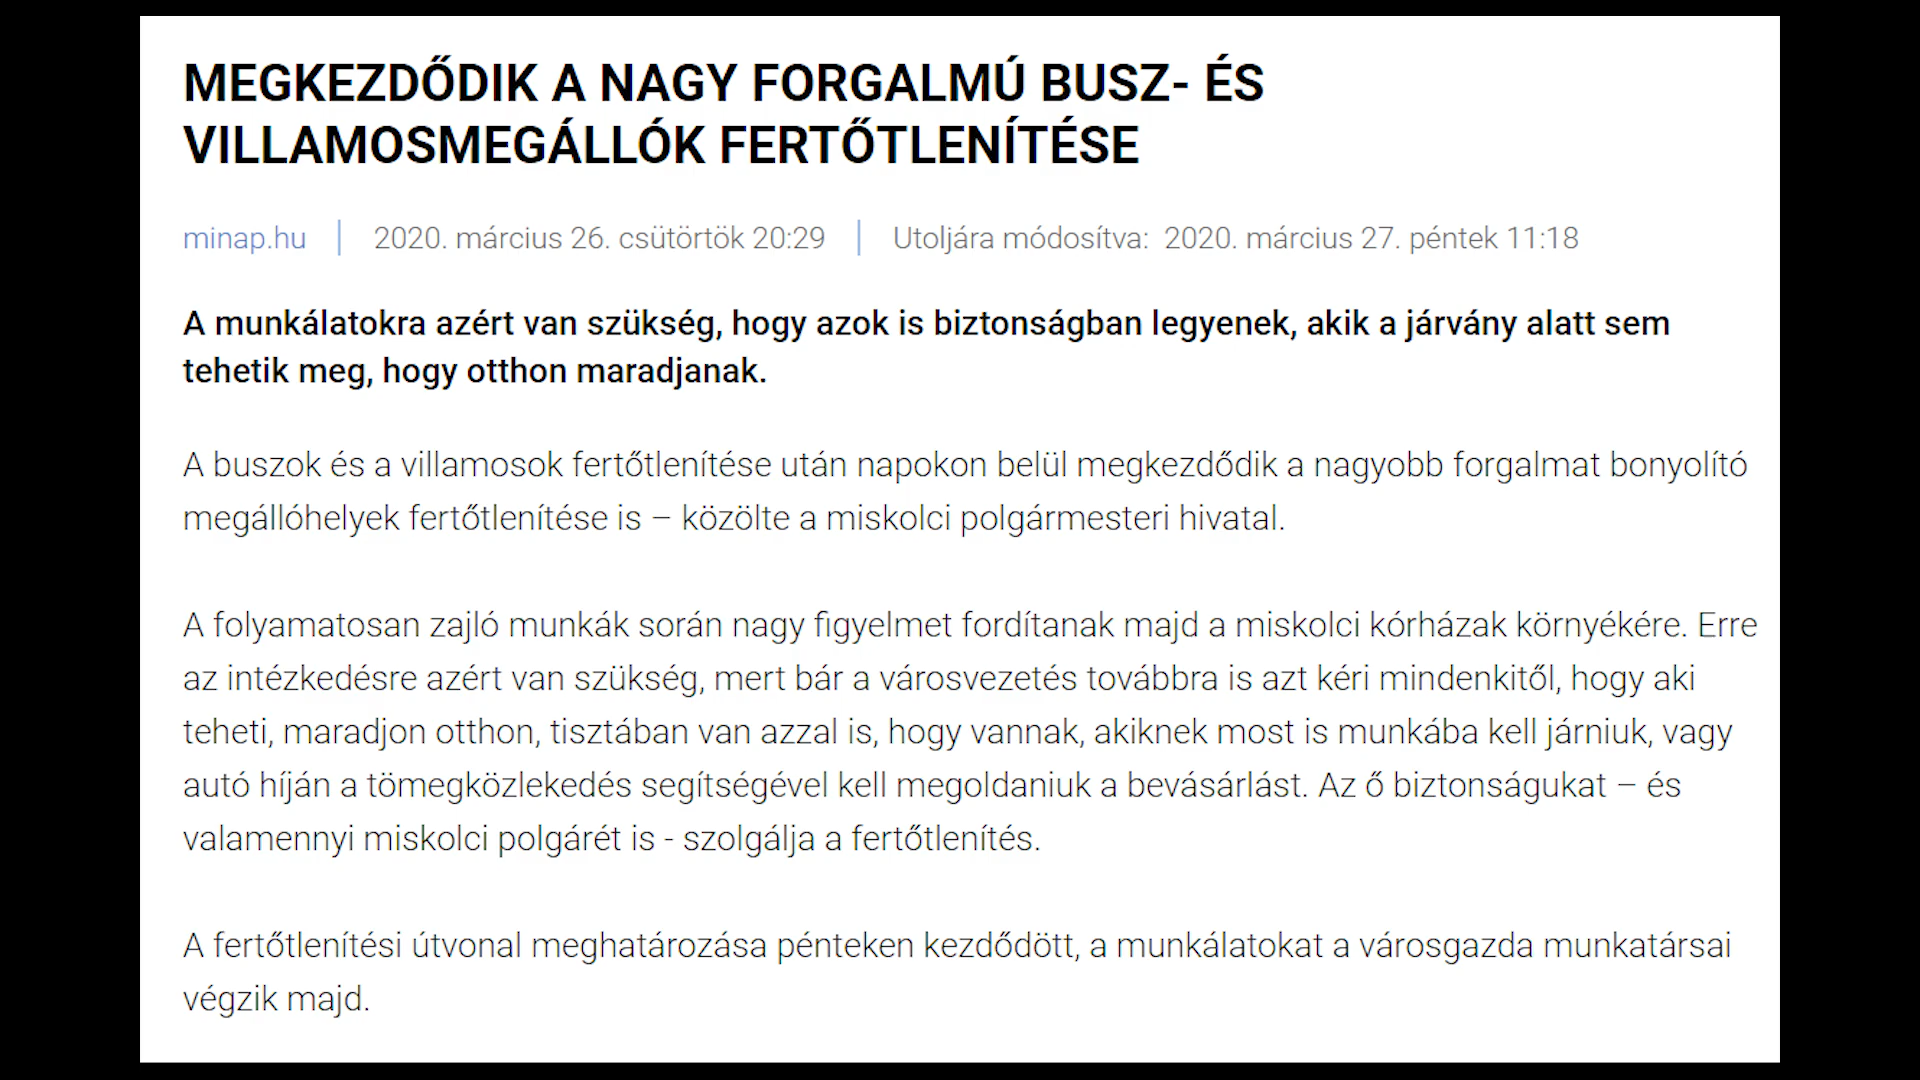 MEGKEZDŐDIK A NAGY FORGALMÚ BUSZ- ÉS
VILLAMOSMEGÁLLÓK FERTŐTLENÍTÉSE
minap.hu | 2020. március 26. csütörtök 20:29 | Utoljára módosítva: 2020. március 27. péntek 11:18
A munkálatokra azért van szükség, hogy azok is biztonságban legyenek, akik a járvány alatt sem
tehetik meg, hogy otthon maradjanak.
A buszok és a villamosok fertőtlenítése után napokon belül megkezdődik a nagyobb forgalmat bonyolító
megállóhelyek fertőtlenítése is – közölte a miskolci polgármesteri hivatal.
A folyamatosan zajló munkák során nagy figyelmet fordítanak majd a miskolci kórházak környékére. Erre
az intézkedésre azért van szükség, mert bár a városvezetés továbbra is azt kéri mindenkitől, hogy aki
teheti, maradjon otthon, tisztában van azzal is, hogy vannak, akiknek most is munkába kell járniuk, vagy
autó híján a tömegközlekedés segítségével kell megoldaniuk a bevásárlást. Az ő biztonságukat – és
valamennyi miskolci polgárét is - szolgálja a fertőtlenítés.
A fertőtlenítési útvonal meghatározása pénteken kezdődött, a munkálatokat a városgazda munkatársai
végzik majd.